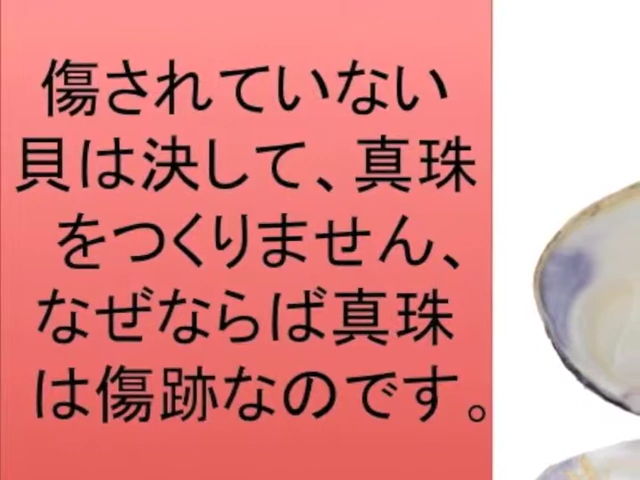 傷されていない
貝は決して、真珠
をつくりません、
なぜならば真珠
は傷跡なのです。